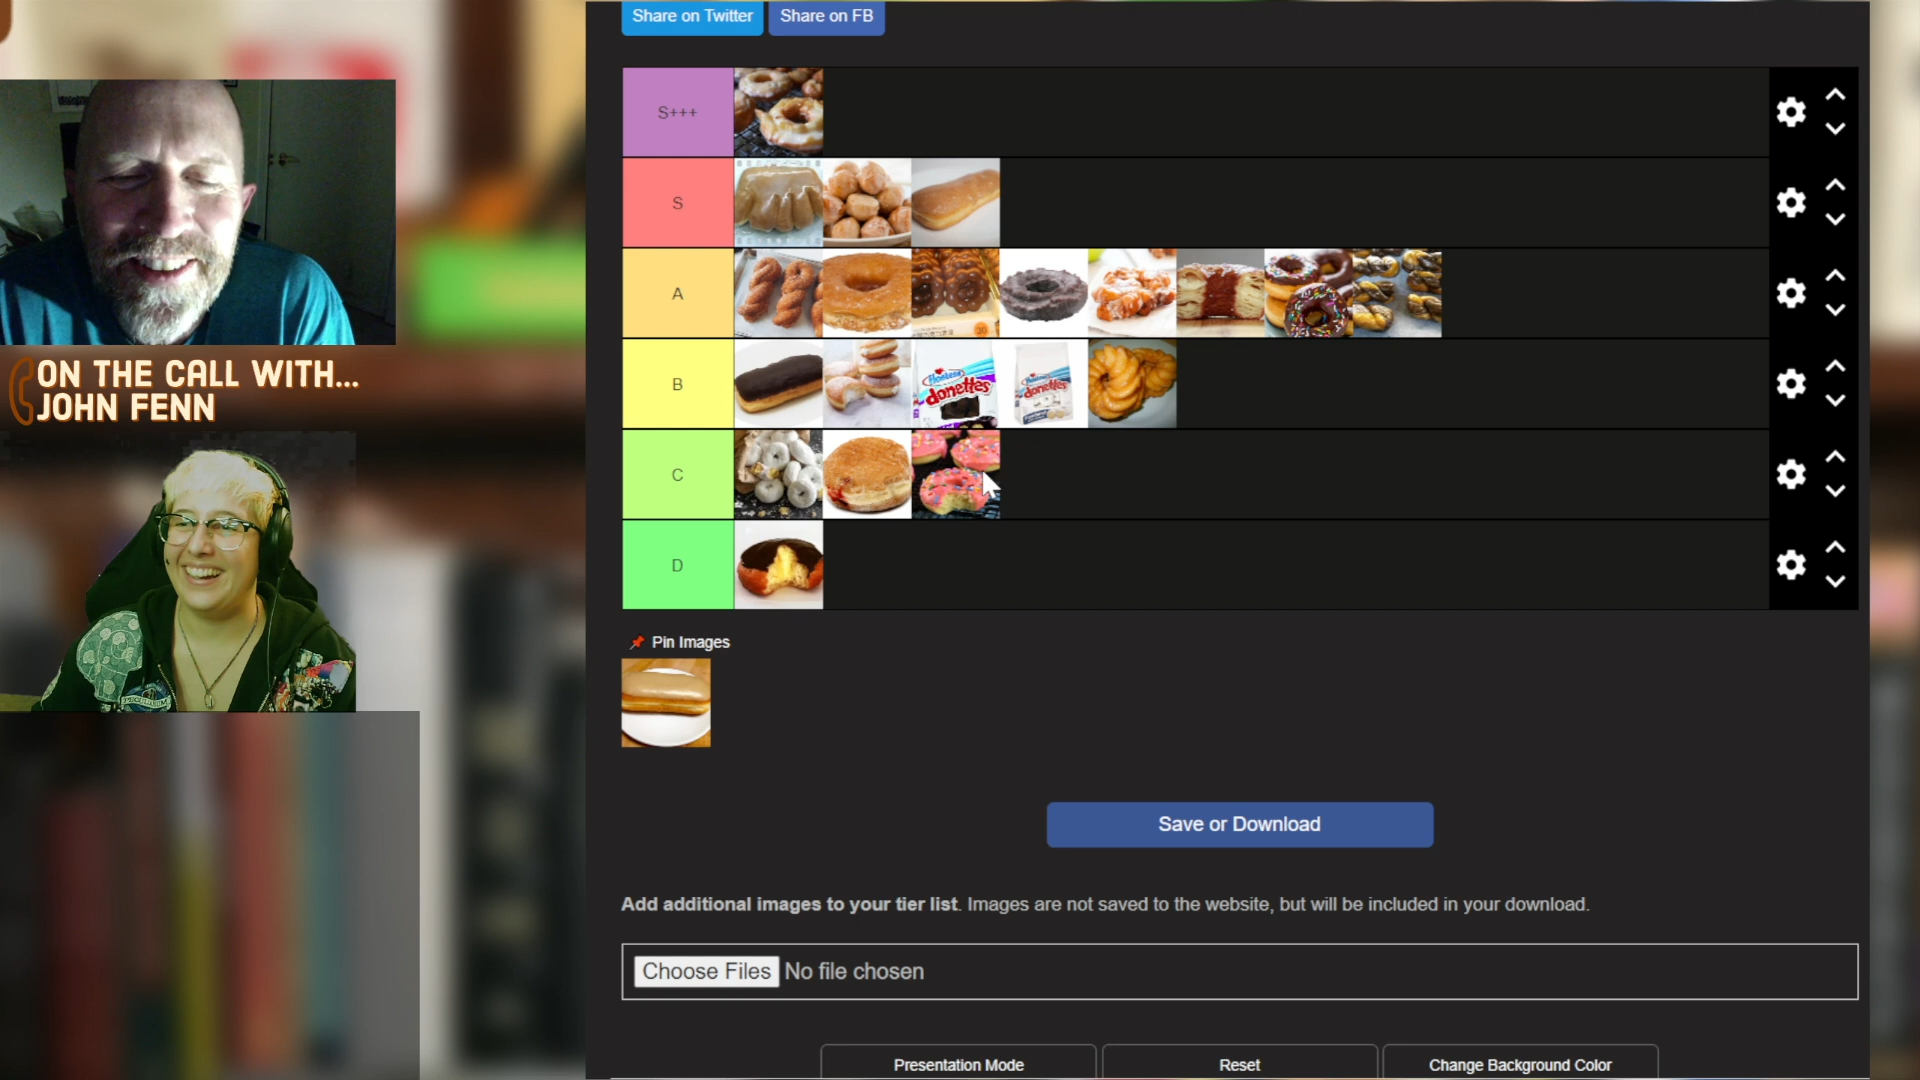 Share on Twitter
Share on FB
S+++
S
A
B
Hostess
donettes
Hostess
donettes
C
D
ON THE CALL WITH...
JOHN FENN
Pin Images
Save or Download
Add additional images to your tier list. Images are not saved to the website, but will be included in your download.
Choose Files No file chosen
Presentation Mode
Reset
Change Background Color